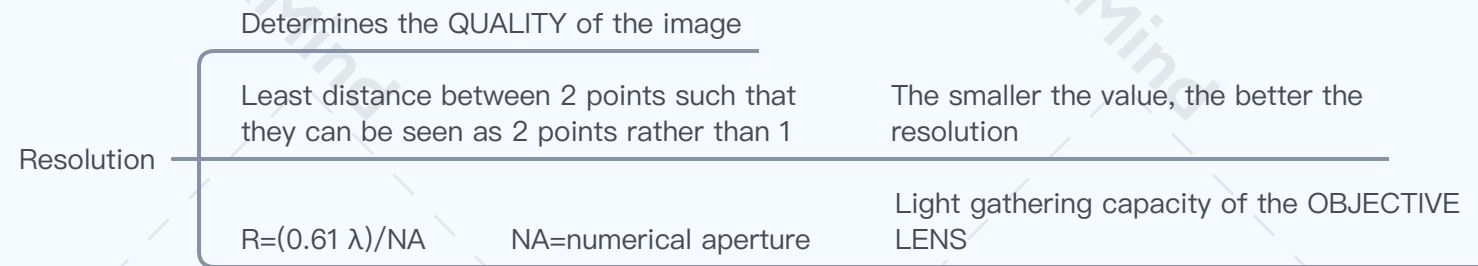 Determines the QUALITY of the image
Least distance between 2 points such that
they can be seen as 2 points rather than 1
The smaller the value, the better the
resolution
Resolution
R=(0.61 λ)/NA
NA=numerical aperture
Light gathering capacity of the OBJECTIVE
LENS
Mind
Mind